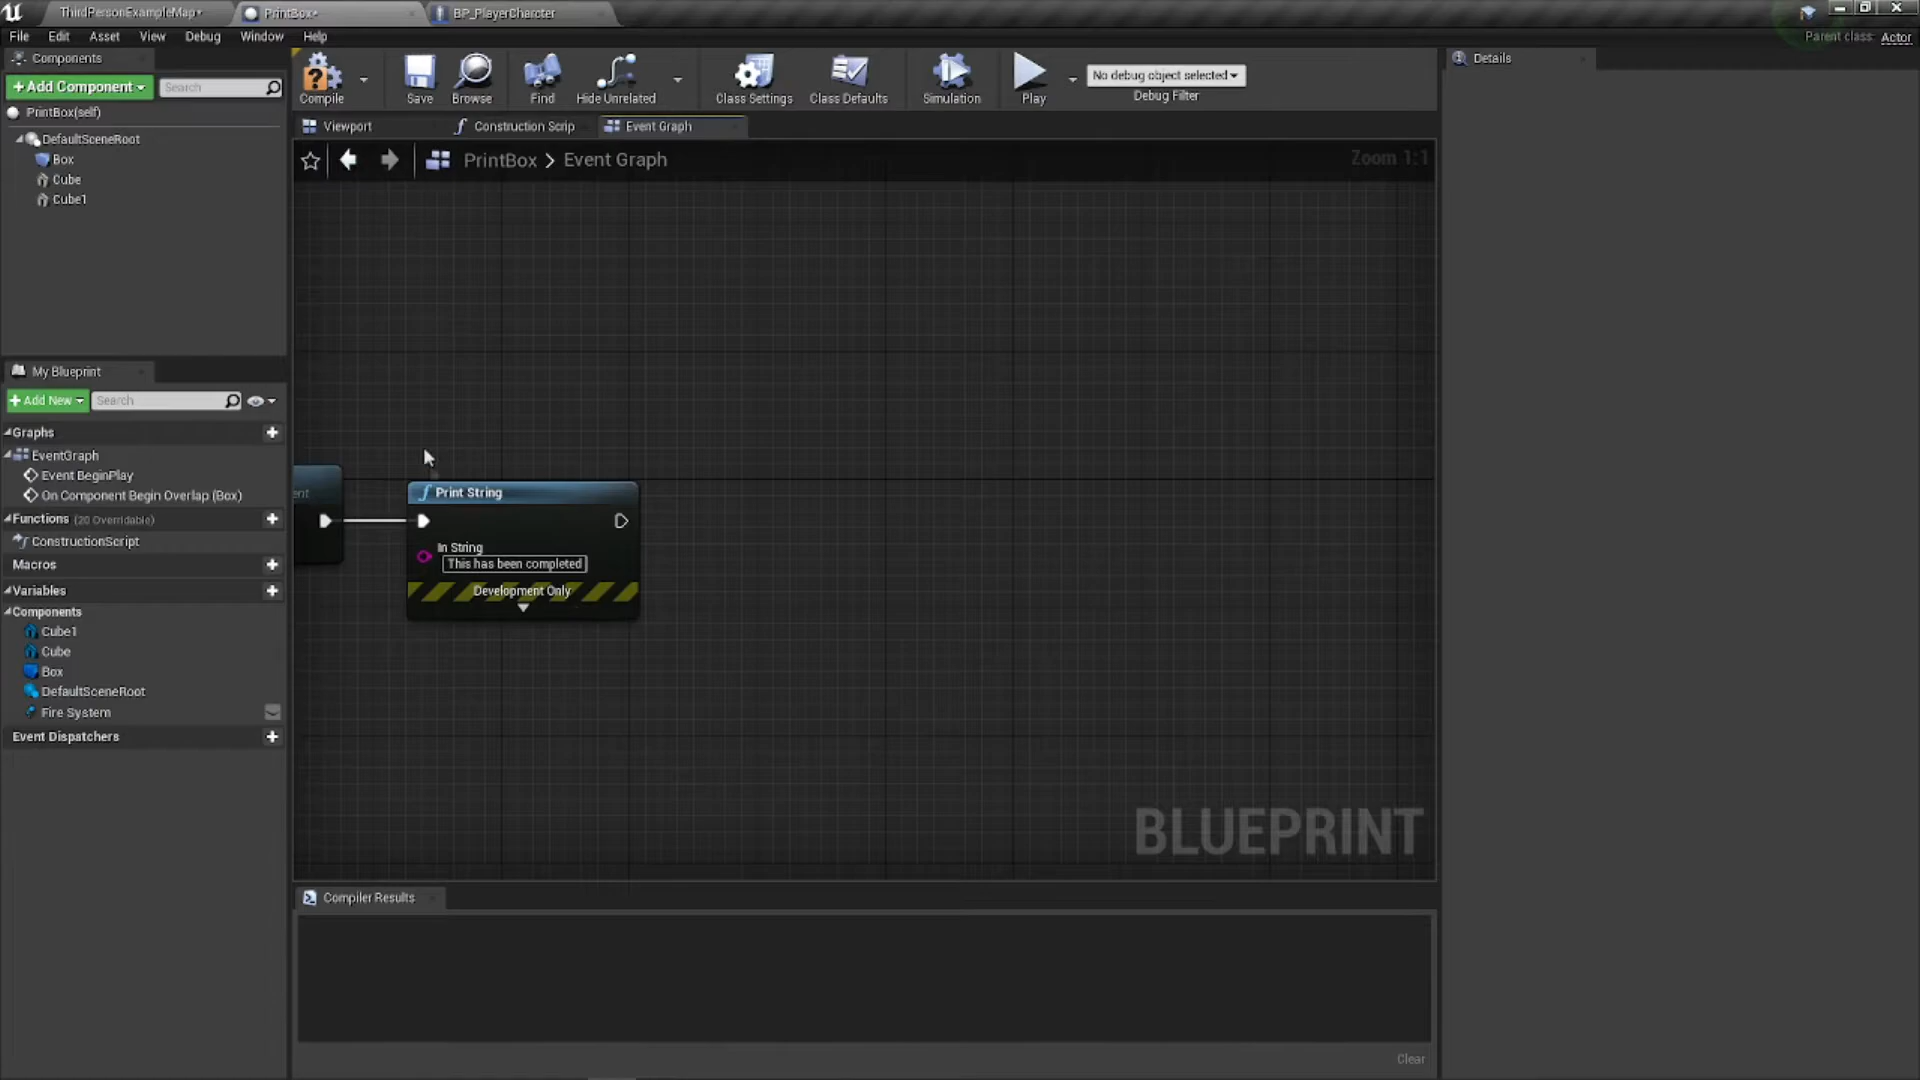 ThirdPersonExampleMap*
PrintBox*
BP_PlayerCharcter
File Edit Asset View Debug Window Help
Parent class: Actor
Components
Add Component
Search
PrintBox(self)
DefaultSceneRoot
Box
Cube
Cube1
Compile
Save
Browse
Find
Hide Unrelated
Class Settings
Class Defaults
Simulation
Play
No debug object selected
Debug Filter
Details
Viewport
Construction Scrip
Event Graph
PrintBox > Event Graph
Zoom 1:1
My Blueprint
Add New
Search
Graphs
EventGraph
Event BeginPlay
On Component Begin Overlap (Box)
Functions (20 Overridable)
ConstructionScript
Macros
Variables
Components
Cube1
Cube
Box
DefaultSceneRoot
Fire System
Event Dispatchers
ent
Print String
In String
This has been completed
Development Only
BLUEPRINT
Compiler Results
Clear